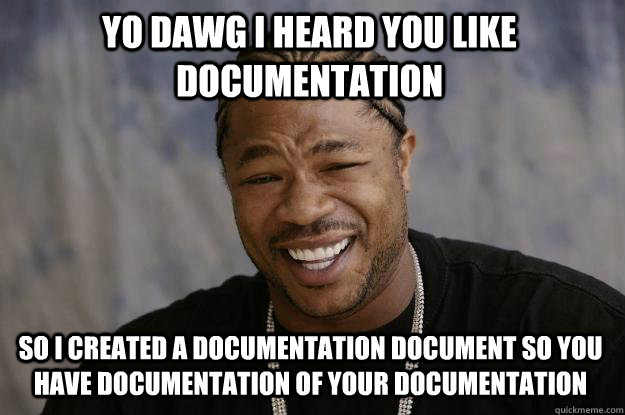 YO DAWG I HEARD YOU LIKE
DOCUMENTATION
SO I CREATED A DOCUMENTATION DOCUMENT SO YOU
HAVE DOCUMENTATION OF YOUR DOCUMENTATION
quickmeme.com